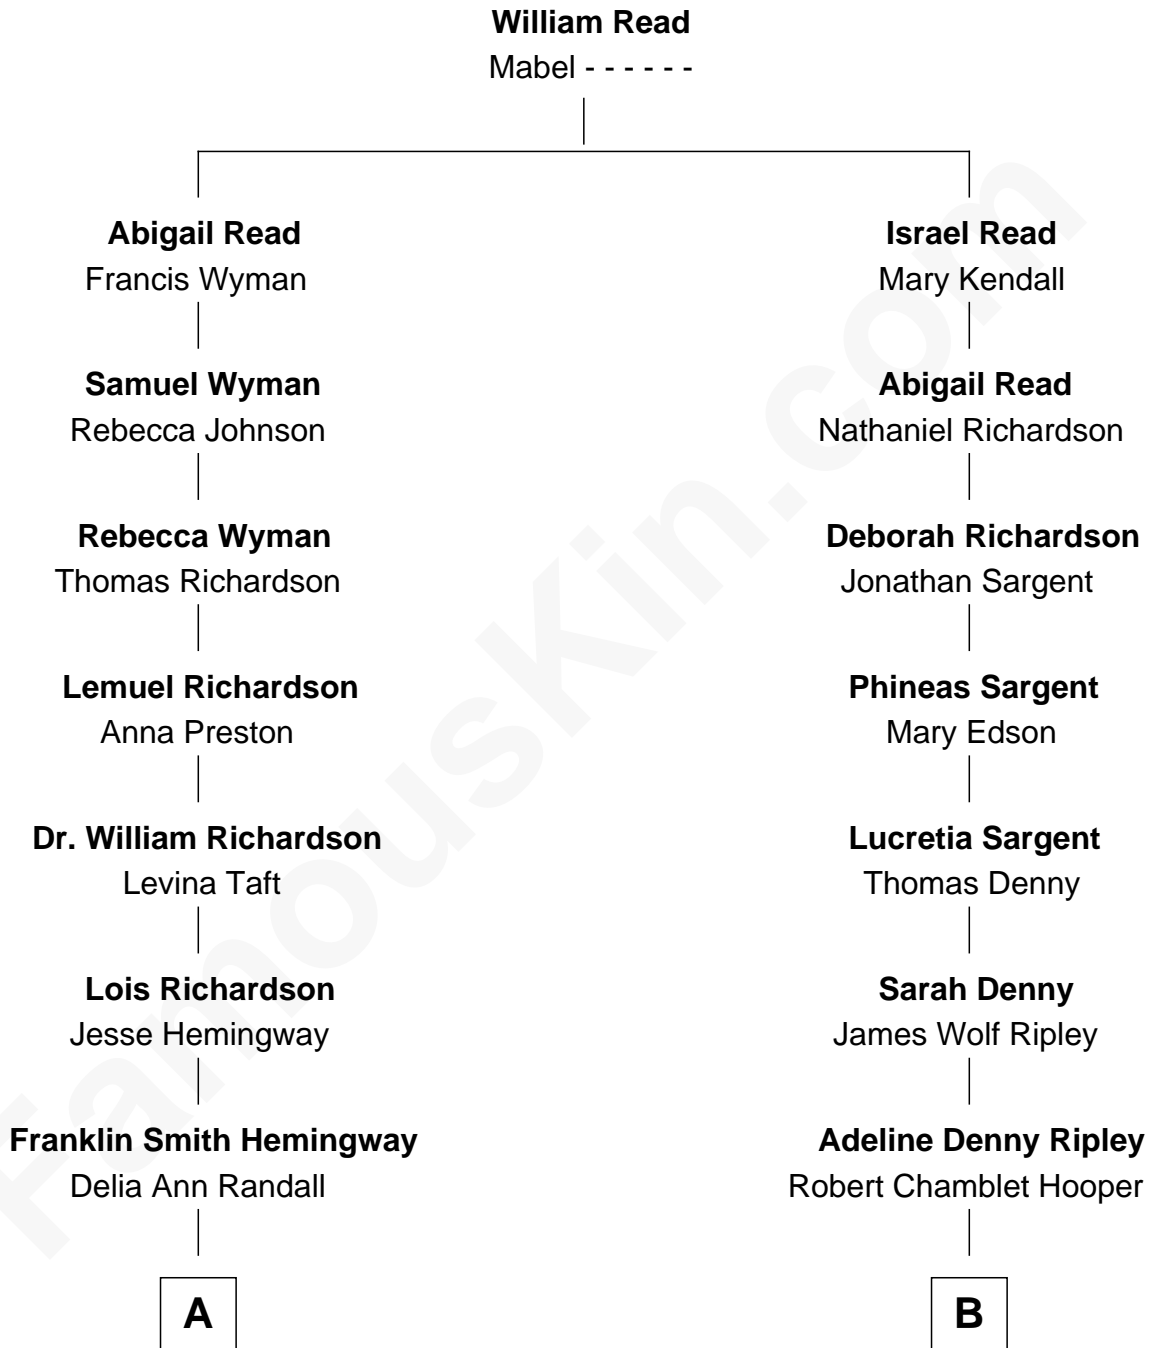 William Read
Mabel - - - - - -
Abigail Read
Francis Wyman
Israel Read
Mary Kendall
Samuel Wyman
Rebecca Johnson
Abigail Read
Nathaniel Richardson
Rebecca Wyman
Thomas Richardson
Deborah Richardson
Jonathan Sargent
Lemuel Richardson
Anna Preston
Phineas Sargent
Mary Edson
Dr. William Richardson
Levina Taft
Lucretia Sargent
Thomas Denny
Lois Richardson
Jesse Hemingway
Sarah Denny
James Wolf Ripley
Franklin Smith Hemingway
Delia Ann Randall
Adeline Denny Ripley
Robert Chamblet Hooper
A
B
FamousKin.com